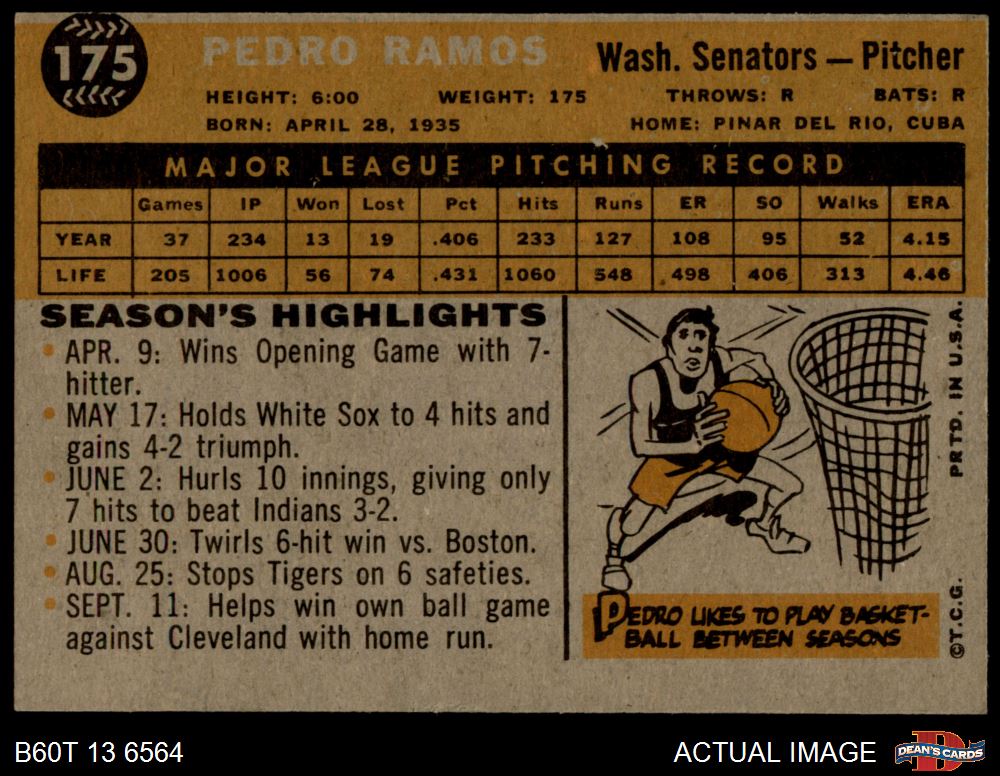 175
PEDRO RAMOS
Wash. Senators — Pitcher
HEIGHT: 6:00 WEIGHT: 175 THROWS: R BATS: R
BORN: APRIL 28, 1935 HOME: PINAR DEL RIO, CUBA
MAJOR LEAGUE PITCHING RECORD
Games IP Won Lost Pct Hits Runs ER SO Walks ERA
YEAR 37 234 13 19 .406 233 127 108 95 52 4.15
LIFE 205 1006 56 74 .431 1060 548 .498 406 313 4.46
SEASON'S HIGHLIGHTS
• APR. 9: Wins Opening Game with 7-
hitter.
• MAY 17: Holds White Sox to 4 hits and
gains 4-2 triumph.
• JUNE 2: Hurls 10 innings, giving only
7 hits to beat Indians 3-2.
• JUNE 30: Twirls 6-hit win vs. Boston.
• AUG. 25: Stops Tigers on 6 safeties.
• SEPT. 11: Helps win own ball game
against Cleveland with home run.
PEDRO LIKES TO PLAY BASKET-
BALL BETWEEN SEASONS
©T.C.G. PRTD. IN U.S.A.
B60T 13 6564
ACTUAL IMAGE
D
DEAN'S CARDS